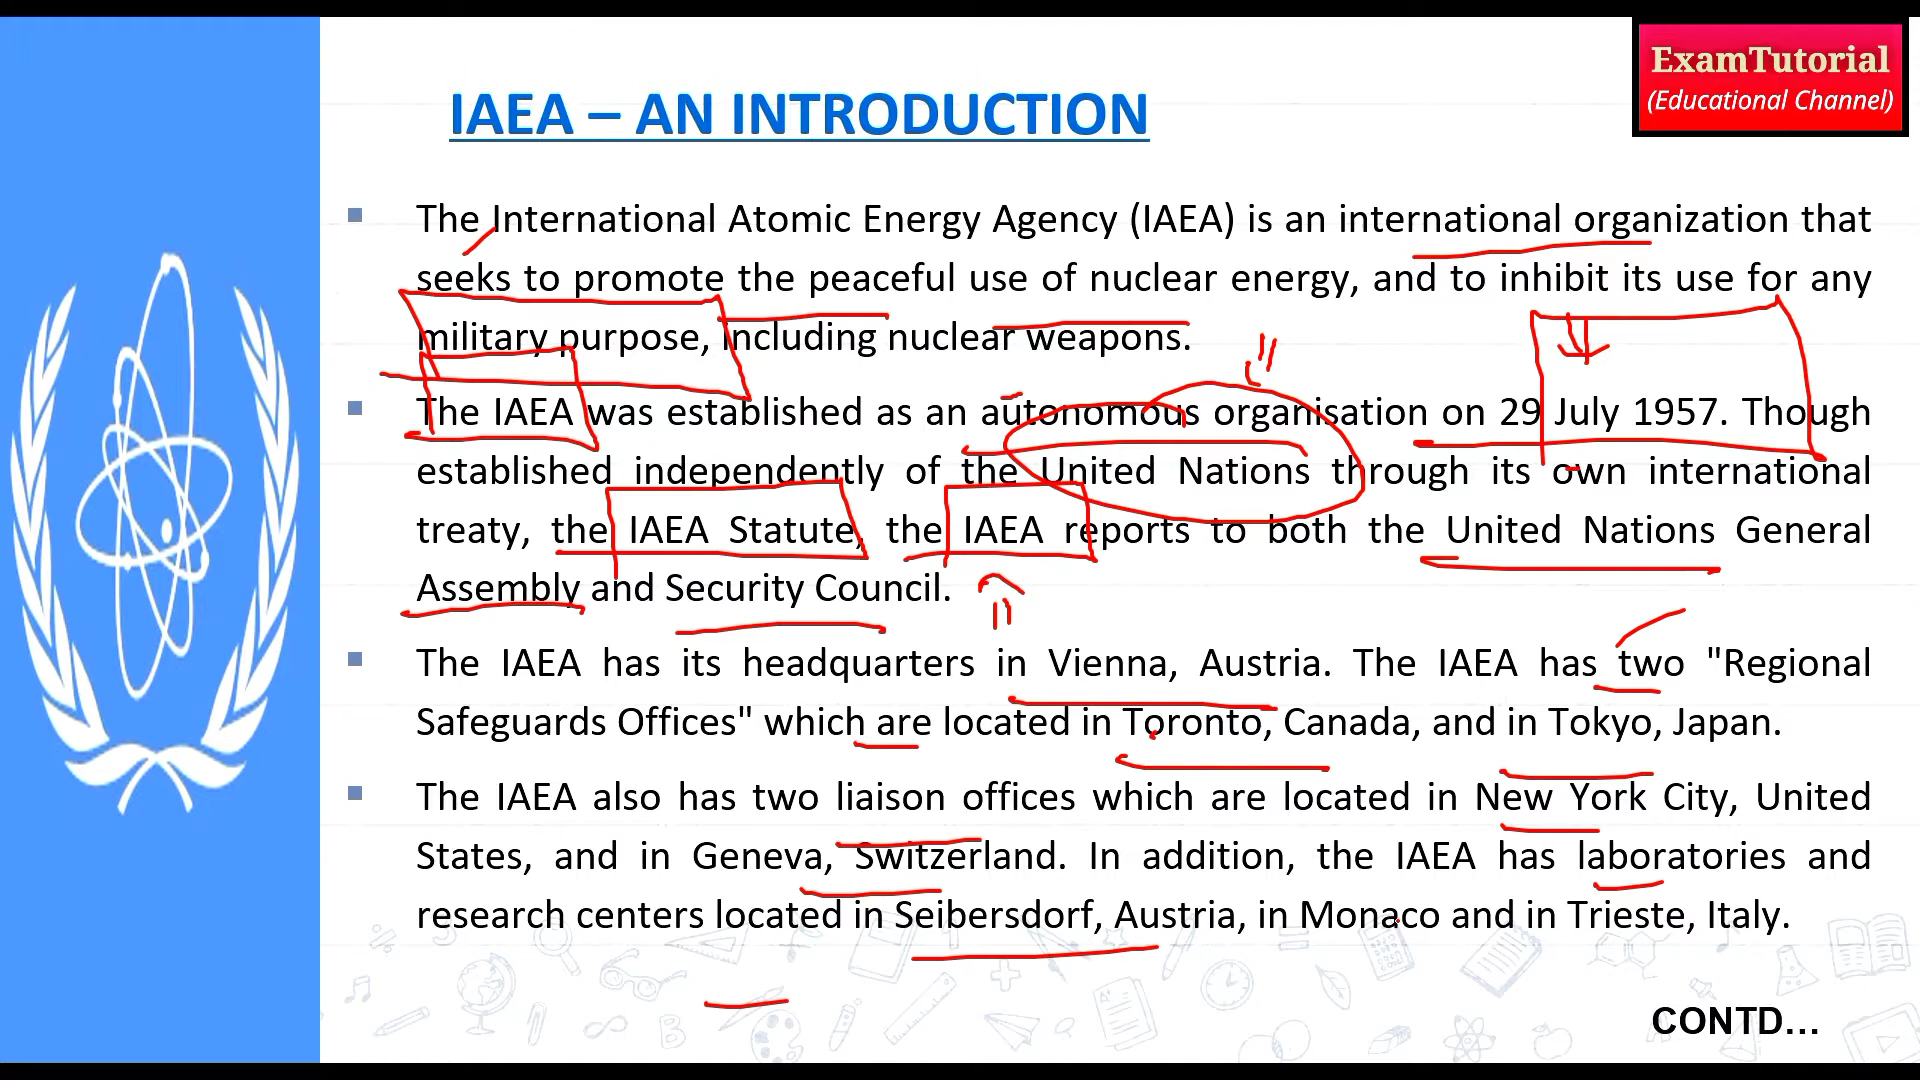 ExamTutorial
(Educational Channel)
IAEA – AN INTRODUCTION
The International Atomic Energy Agency (IAEA) is an international organization that
seeks to promote the peaceful use of nuclear energy, and to inhibit its use for any
military purpose, including nuclear weapons.
The IAEA was established as an autonomous organisation on 29 July 1957. Though
established independently of the United Nations through its own international
treaty, the IAEA Statute, the IAEA reports to both the United Nations General
Assembly and Security Council.
The IAEA has its headquarters in Vienna, Austria. The IAEA has two "Regional
Safeguards Offices" which are located in Toronto, Canada, and in Tokyo, Japan.
The IAEA also has two liaison offices which are located in New York City, United
States, and in Geneva, Switzerland. In addition, the IAEA has laboratories and
research centers located in Seibersdorf, Austria, in Monaco and in Trieste, Italy.
CONTD...